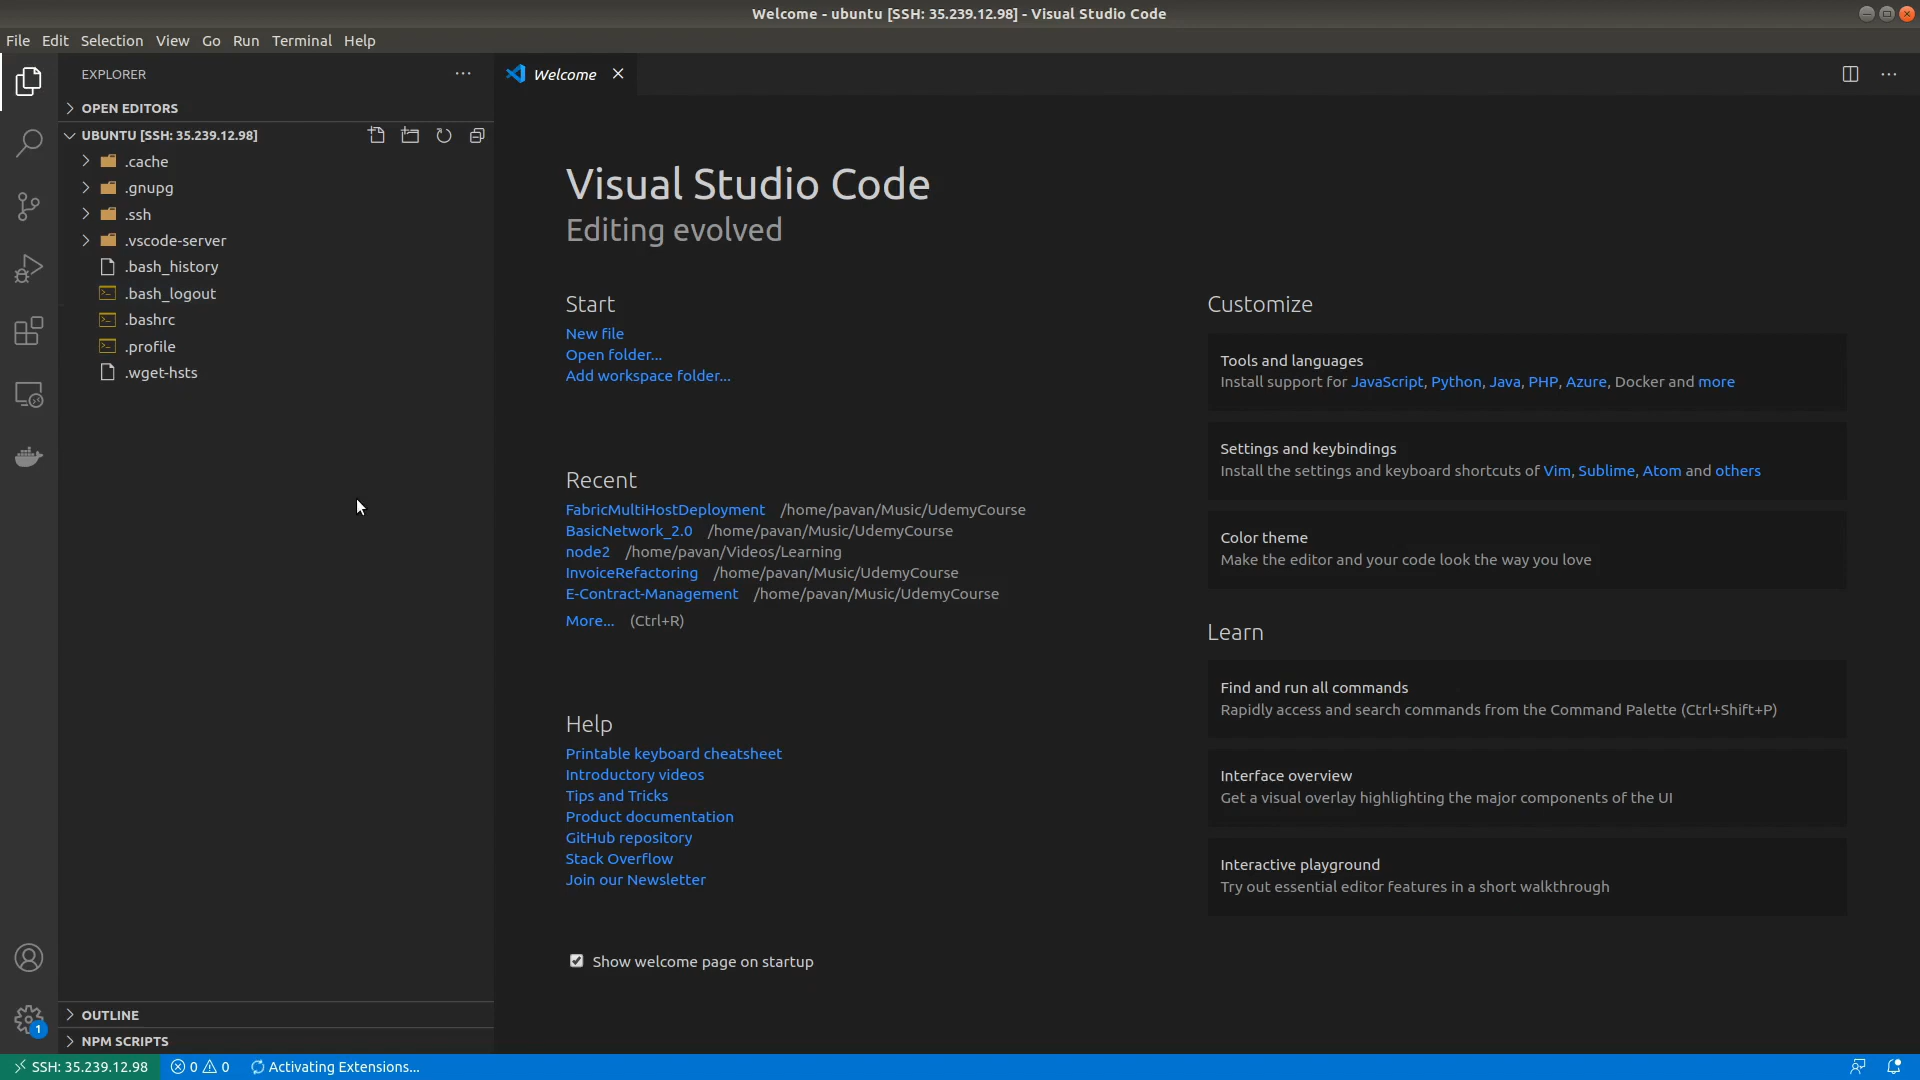 Welcome - ubuntu [SSH: 35.239.12.98] - Visual Studio Code
File Edit Selection View Go Run Terminal Help
EXPLORER
Welcome
OPEN EDITORS
UBUNTU [SSH: 35.239.12.98]
.cache
.gnupg
.ssh
.vscode-server
.bash_history
.bash_logout
.bashrc
.profile
.wget-hsts
OUTLINE
NPM SCRIPTS
Visual Studio Code
Editing evolved
Start
New file
Open folder...
Add workspace folder...
Recent
FabricMultiHostDeployment /home/pavan/Music/UdemyCourse
BasicNetwork_2.0 /home/pavan/Music/UdemyCourse
node2 /home/pavan/Videos/Learning
InvoiceRefactoring /home/pavan/Music/UdemyCourse
E-Contract-Management /home/pavan/Music/UdemyCourse
More... (Ctrl+R)
Help
Printable keyboard cheatsheet
Introductory videos
Tips and Tricks
Product documentation
GitHub repository
Stack Overflow
Join our Newsletter
Show welcome page on startup
Customize
Tools and languages
Install support for JavaScript, Python, Java, PHP, Azure, Docker and more
Settings and keybindings
Install the settings and keyboard shortcuts of Vim, Sublime, Atom and others
Color theme
Make the editor and your code look the way you love
Learn
Find and run all commands
Rapidly access and search commands from the Command Palette (Ctrl+Shift+P)
Interface overview
Get a visual overlay highlighting the major components of the UI
Interactive playground
Try out essential editor features in a short walkthrough
1
SSH: 35.239.12.98 0 0 Activating Extensions...